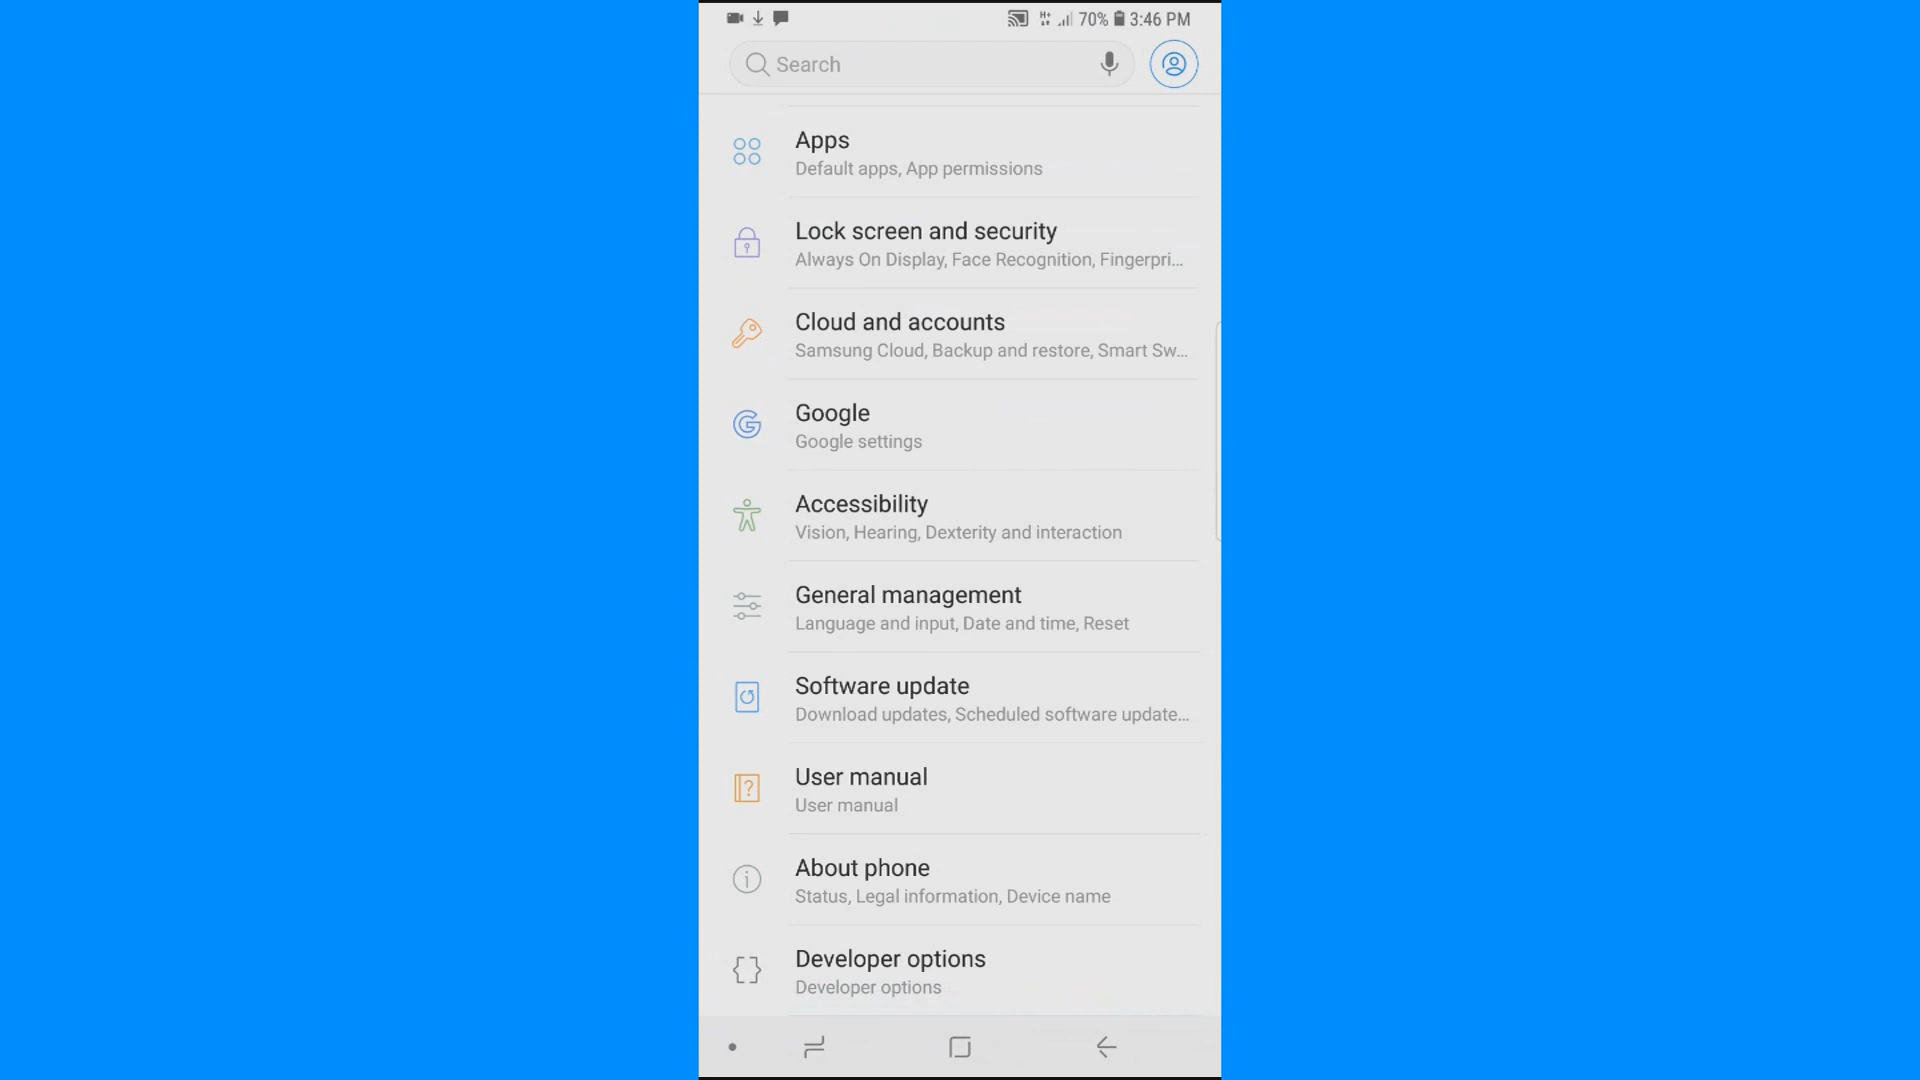 70% 3:46 PM
Search
Apps
Default apps, App permissions
Lock screen and security
Always On Display, Face Recognition, Fingerpri...
Cloud and accounts
Samsung Cloud, Backup and restore, Smart Sw...
Google
Google settings
Accessibility
Vision, Hearing, Dexterity and interaction
General management
Language and input, Date and time, Reset
Software update
Download updates, Scheduled software update...
User manual
User manual
About phone
Status, Legal information, Device name
Developer options
Developer options